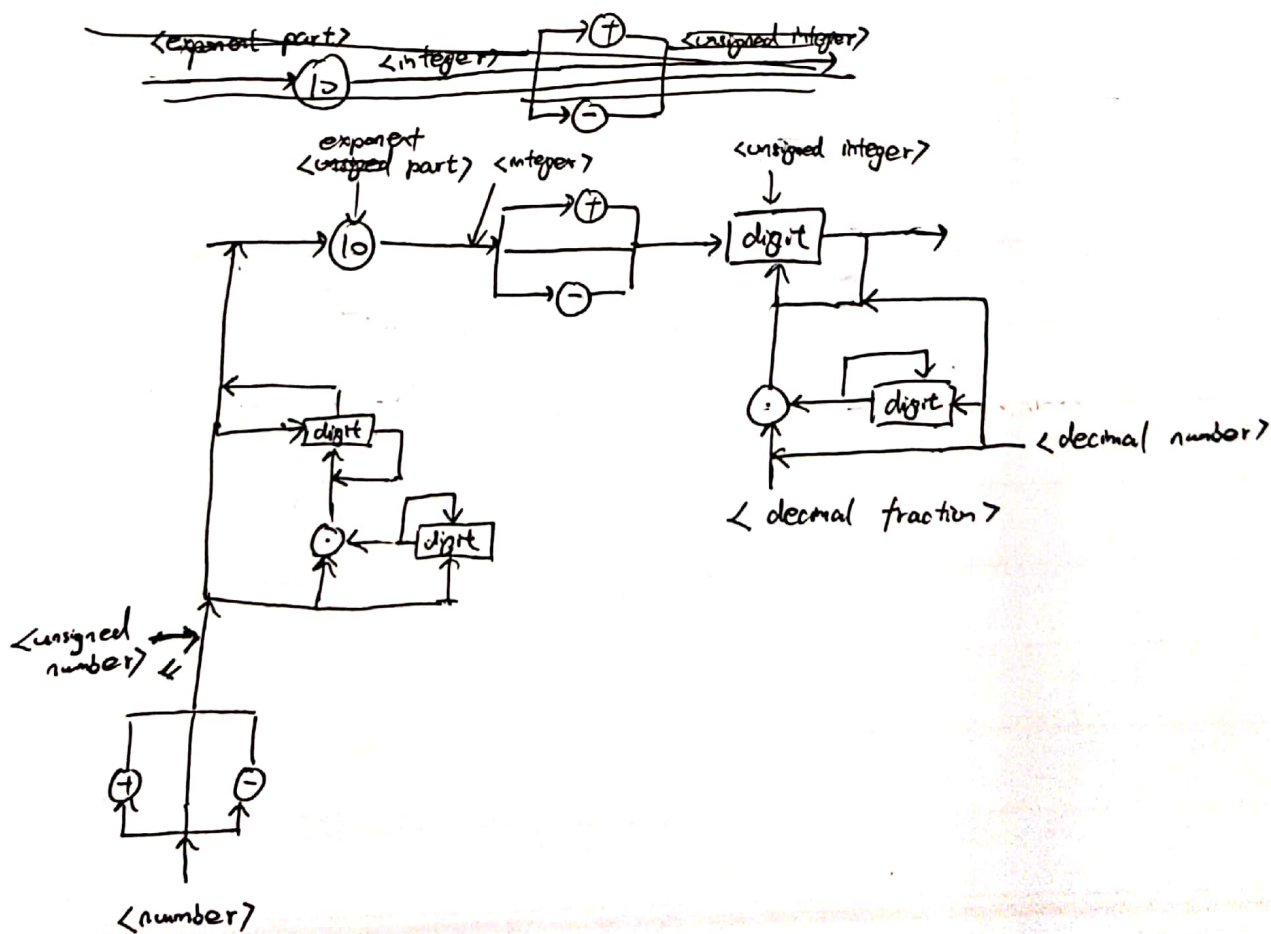 <exponent part>
<integer>
<unsigned integer>
+
10
-
exponent
<unsigned part>
<integer>
<unsigned integer>
+
10
digit
-
digit
.
<decimal number>
<decimal fraction>
digit
.
digit
<unsigned
number>
+
-
<number>